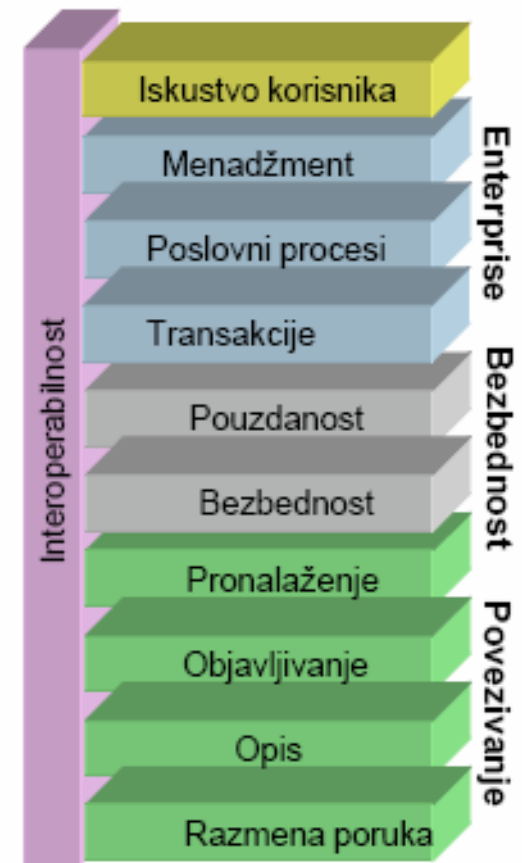 Interoperabilnost
Iskustvo korisnika
Menadžment
Poslovni procesi
Transakcije
Pouzdanost
Bezbednost
Pronalaženje
Objavljivanje
Opis
Razmena poruka
Enterprise
Bezbednost
Povezivanje